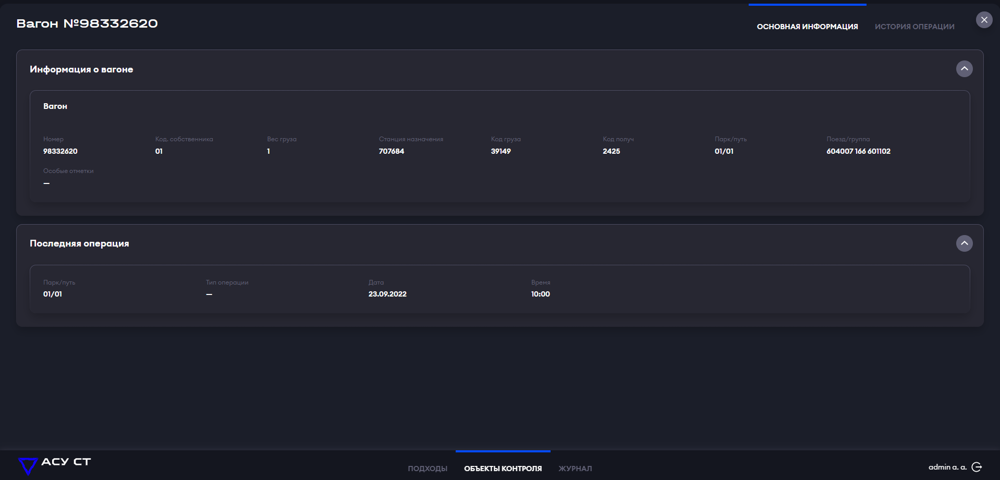 Вагон №98332620
ОСНОВНАЯ ИНФОРМАЦИЯ ИСТОРИЯ ОПЕРАЦИИ
Информация о вагоне
Вагон
Номер Код. собственника Вес груза Станция назначения Код груза Код получ Парк/путь Поезд/группа
98332620 01 1 707684 39149 2425 01/01 604007 166 601102
Особые отметки
—
Последняя операция
Парк/путь Тип операции Дата Время
01/01 — 23.09.2022 10:00
АСУ СТ
ПОДХОДЫ ОБЪЕКТЫ КОНТРОЛЯ ЖУРНАЛ
admin a. a.